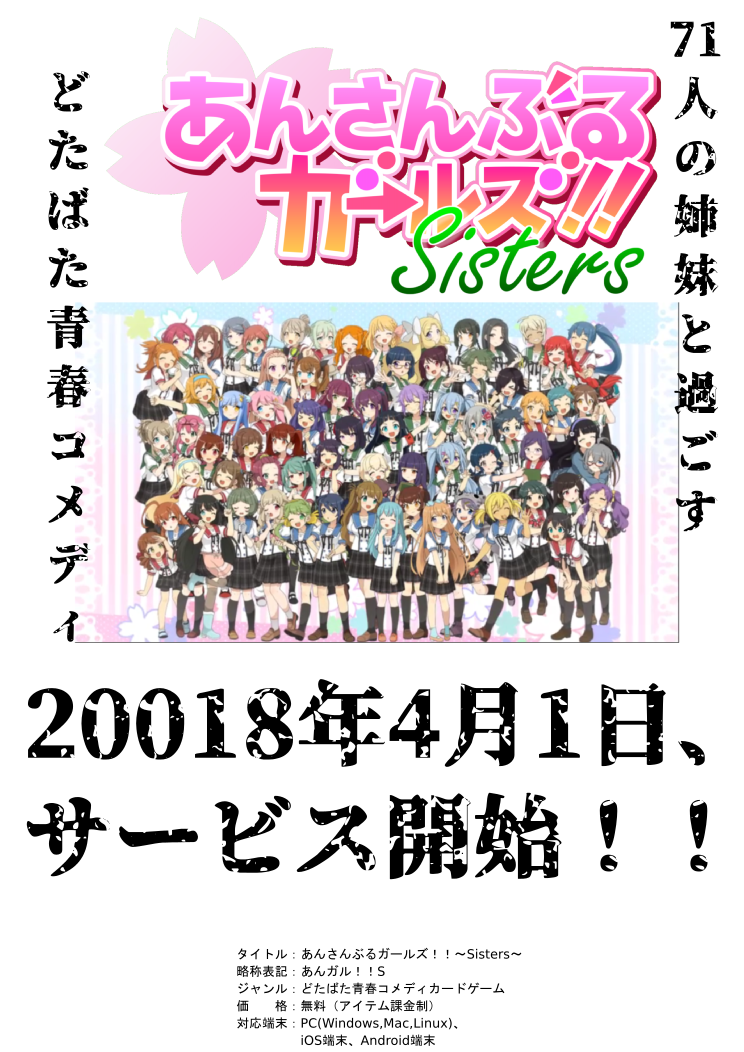 71人の姉妹と過ごす
どたばた青春コメディ
あんさんぶる
ガールズ!!
Sisters
20018年4月1日、
サービス開始！！
タイトル：あんさんぶるガールズ！！～Sisters～
略称表記：あんガル！！S
ジャンル：どたばた青春コメディカードゲーム
価　　格：無料（アイテム課金制）
対応端末：PC(Windows,Mac,Linux)、
iOS端末、Android端末